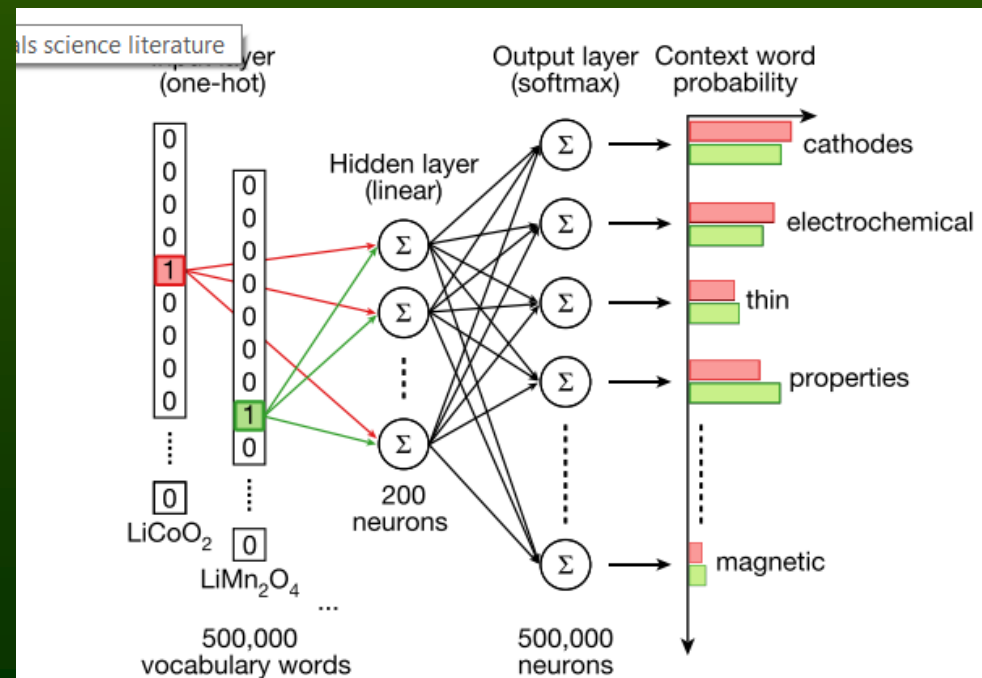 als science literature
Input layer
(one-hot)
0
0
0
0
1
0
0
0
0
0
LiCoO₂
0
0
0
0
0
0
0
1
0
0
LiMn₂O₄
...
500,000
vocabulary words
Hidden layer
(linear)
Σ
Σ
Σ
200
neurons
Output layer
(softmax)
Σ
Σ
Σ
Σ
Σ
500,000
neurons
Context word
probability
cathodes
electrochemical
thin
properties
magnetic